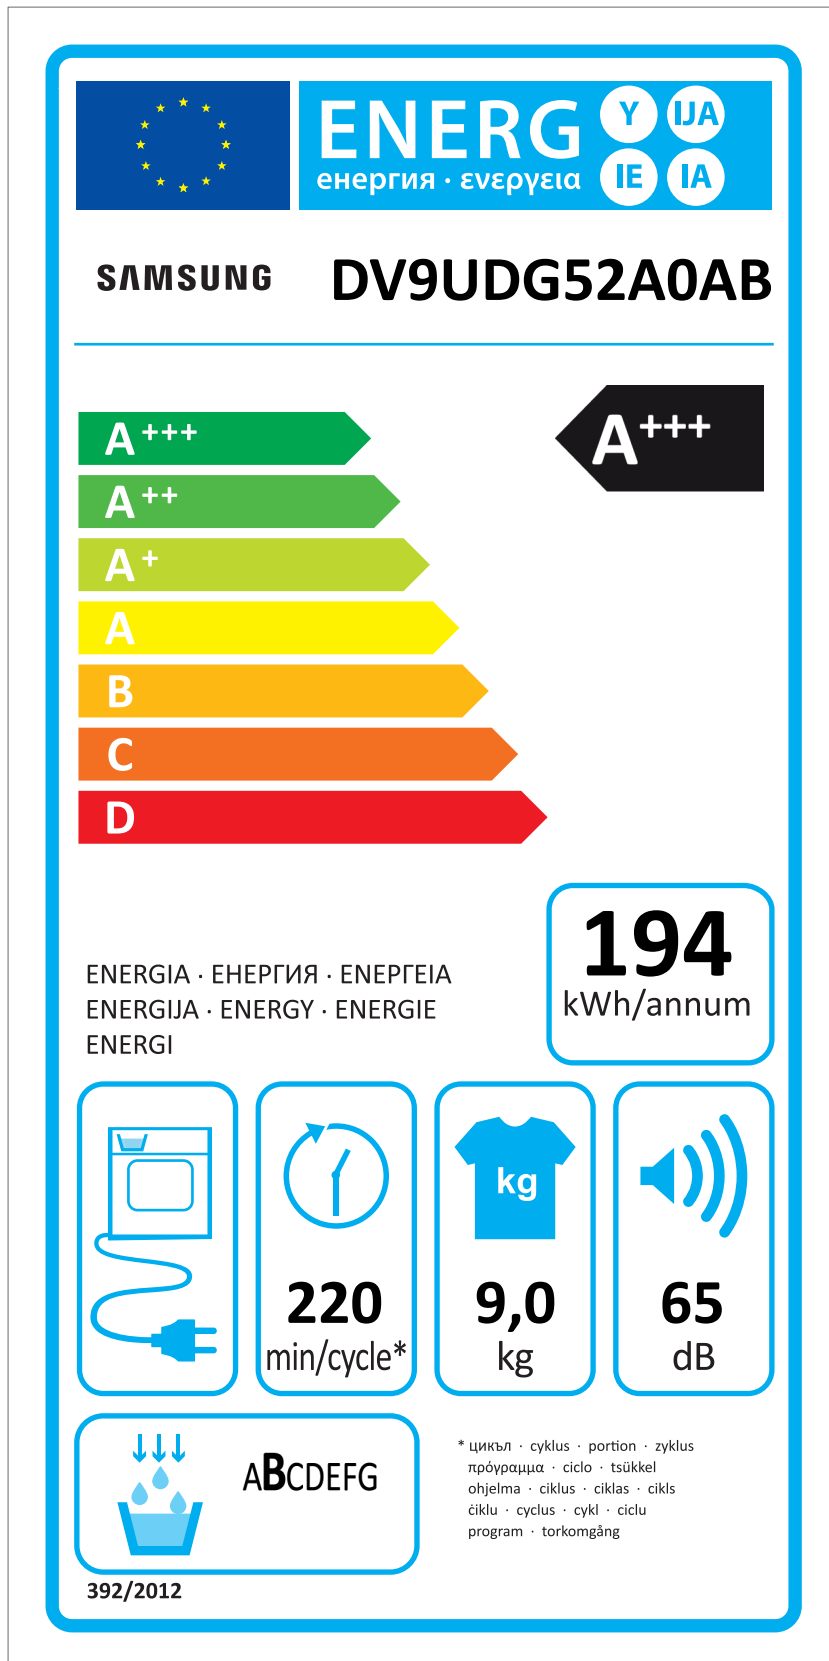 ENERG Y IJA
енергия · ενεργεια IE IA
SAMSUNG DV9UDG52A0AB
A+++
A+++
A++
A+
A
B
C
D
194
kWh/annum
ENERGIA · ЕНЕРГИЯ · ΕΝΕΡΓΕΙΑ
ENERGIJA · ENERGY · ENERGIE
ENERGI
220
min/cycle*
kg
9,0
kg
65
dB
ABCDEFG
* цикъл · cyklus · portion · zyklus
πρόγραμμα · ciclo · tsükkel
ohjelma · ciklus · ciklas · cikls
ċiklu · cyclus · cykl · ciclu
program · torkomgång
392/2012